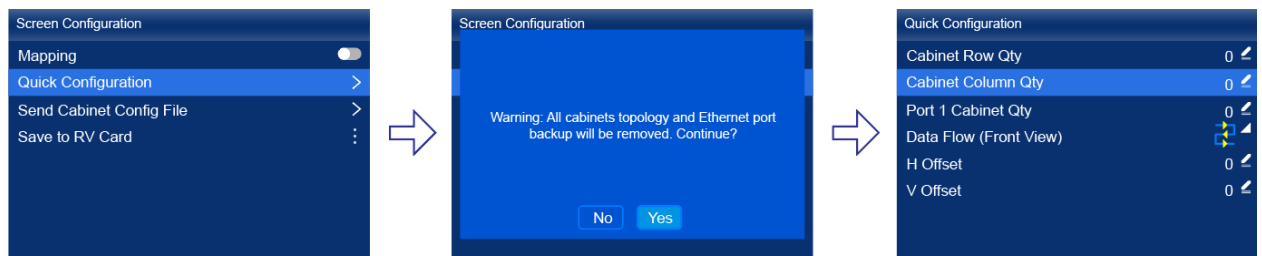 Screen Configuration
Mapping
Quick Configuration
Send Cabinet Config File
Save to RV Card
Screen Configuration
Warning: All cabinets topology and Ethernet port
backup will be removed. Continue?
No Yes
Quick Configuration
Cabinet Row Qty 0
Cabinet Column Qty 0
Port 1 Cabinet Qty 0
Data Flow (Front View)
H Offset 0
V Offset 0